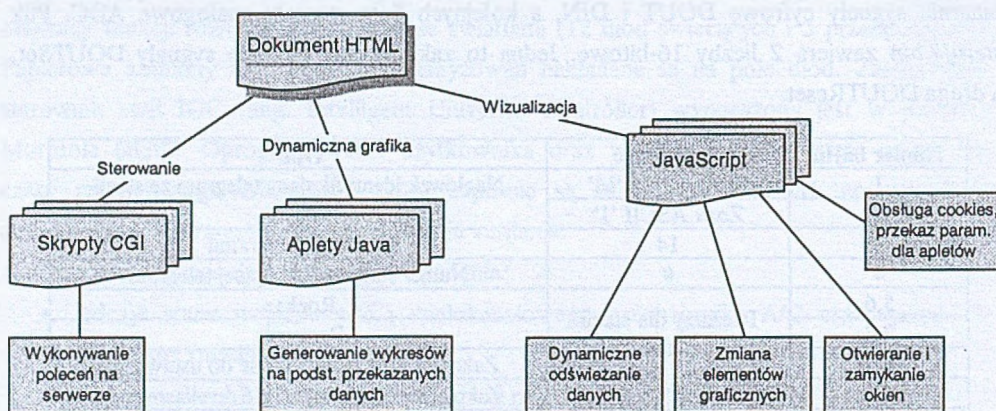 Dokument HTML
Wizualizacja
Sterowanie
Dynamiczna grafika
JavaScript
Skrypty CGI
Aplety Java
Obsługa cookies,
przekaz param.
dla apletów
Wykonywanie
poleceń na
serwerze
Generowanie wykresów
na podst. przekazanych
danych
Dynamiczne
odświeżanie
danych
Zmiana
elementów
graficznych
Otwieranie i
zamykanie
okien